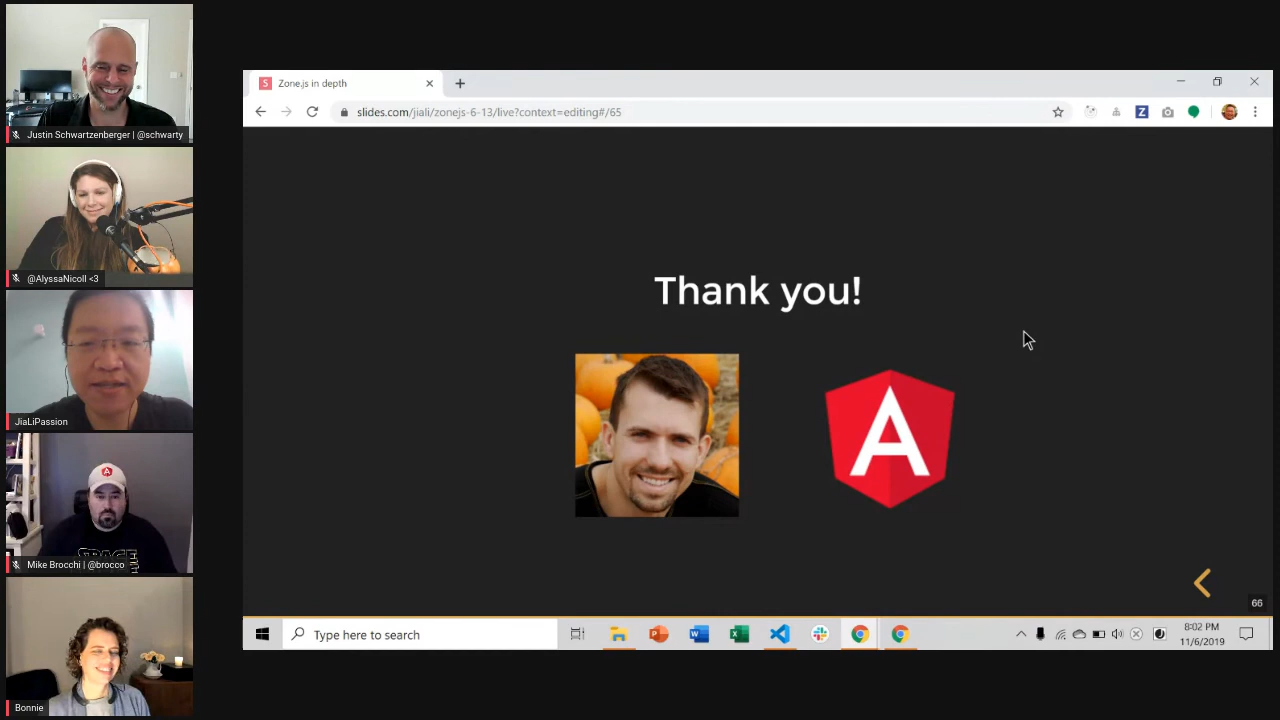 Justin Schwartzenberger | @schwarty
@AlyssaNicoll <3
JiaLiPassion
Mike Brocchi | @brocco
Bonnie
Zone.js in depth
slides.com/jiali/zonejs-6-13/live?context=editing#/65
Thank you!
A
66
Type here to search
8:02 PM
11/6/2019